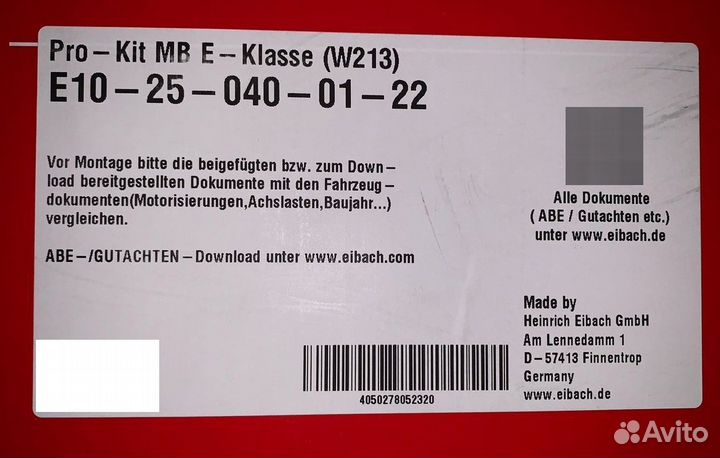 Pro-Kit MB E-Klasse (W213)
E10-25-040-01-22
Vor Montage bitte die beigefügten bzw. zum Down-
load bereitgestellten Dokumente mit den Fahrzeug-
dokumenten(Motorisierungen,Achslasten,Baujahr...)
vergleichen.
ABE-/GUTACHTEN-Download unter www.eibach.com
Alle Dokumente
( ABE / Gutachten etc.)
unter www.eibach.de
Made by
Heinrich Eibach GmbH
Am Lennedamm 1
D-57413 Finnentrop
Germany
www.eibach.de
4050278052320
Avito